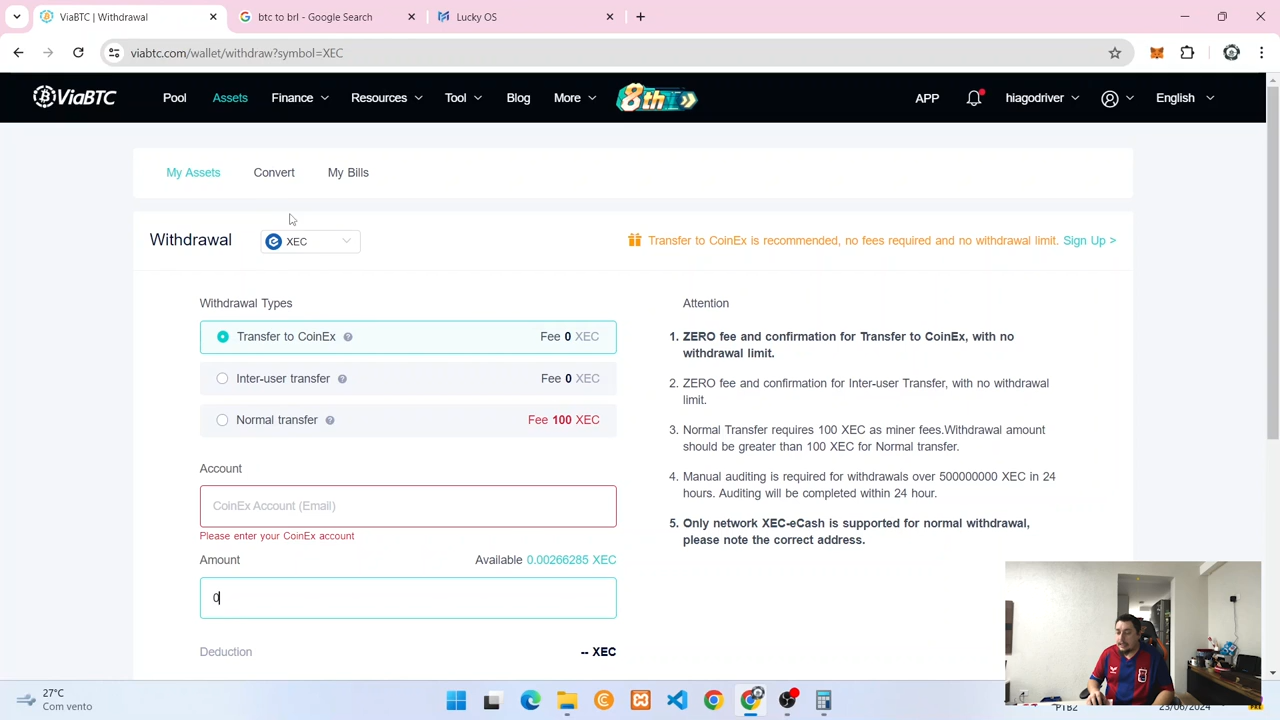 ViaBTC | Withdrawal
btc to brl - Google Search
Lucky OS
viabtc.com/wallet/withdraw?symbol=XEC
ViaBTC
Pool
Assets
Finance
Resources
Tool
Blog
More
8th
APP
hiagodriver
English
My Assets
Convert
My Bills
Withdrawal
XEC
Transfer to CoinEx is recommended, no fees required and no withdrawal limit. Sign Up >
Withdrawal Types
Transfer to CoinEx
Fee 0 XEC
Inter-user transfer
Fee 0 XEC
Normal transfer
Fee 100 XEC
Account
CoinEx Account (Email)
Please enter your CoinEx account
Amount
Available 0.00266285 XEC
0
Deduction
-- XEC
Attention
1. ZERO fee and confirmation for Transfer to CoinEx, with no
withdrawal limit.
2. ZERO fee and confirmation for Inter-user Transfer, with no withdrawal
limit.
3. Normal Transfer requires 100 XEC as miner fees.Withdrawal amount
should be greater than 100 XEC for Normal transfer.
4. Manual auditing is required for withdrawals over 500000000 XEC in 24
hours. Auditing will be completed within 24 hour.
5. Only network XEC-eCash is supported for normal withdrawal,
please note the correct address.
27°C
Com vento
PTB2
23/06/2024